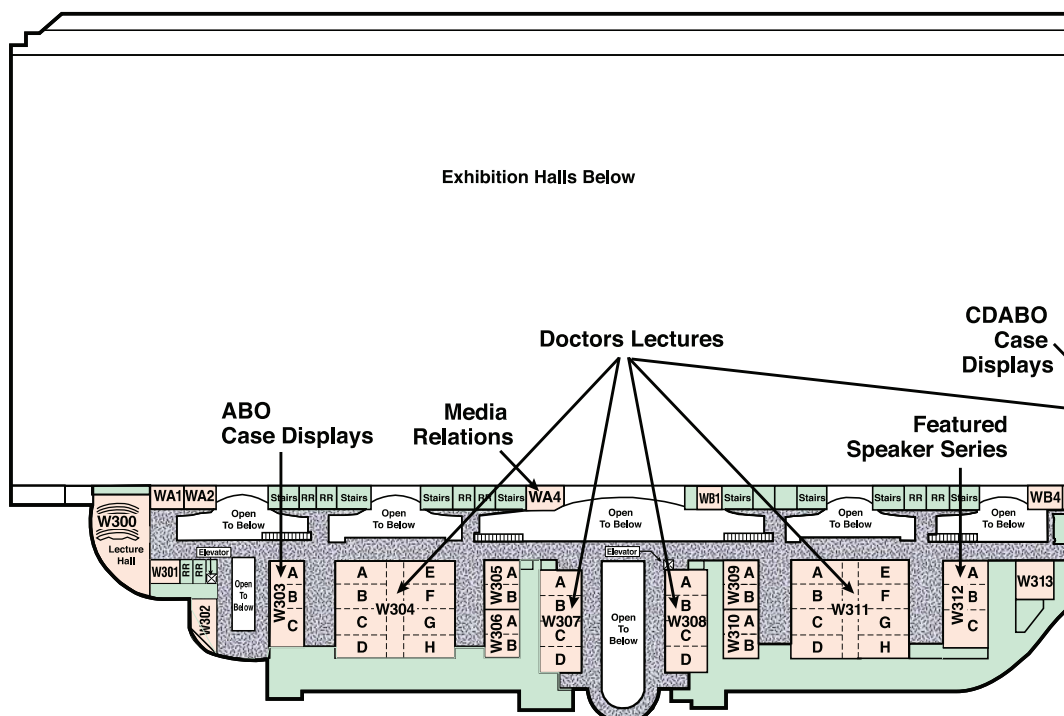 Exhibition Halls Below
Doctors Lectures
CDABO
Case
Displays
ABO
Case Displays
Media
Relations
Featured
Speaker Series
WA1 WA2 Stairs RR RR Stairs Stairs RR RR Stairs WA4 WB1 Stairs Stairs Stairs RR RR Stairs WB4
W300
Lecture
Hall
Open
To Below
Open
To Below
Open
To Below
Open
To Below
Open
To Below
Elevator
Elevator
W301 RR RR RR
W302
Open
To
Below
W303
A
B
C
W304
A
B
C
D
E
F
G
H
W305
A
B
W306
A
B
W307
A
B
C
D
Open
To
Below
W308
A
B
C
D
W309
A
B
W310
A
B
W311
A
B
C
D
E
F
G
H
W312
A
B
C
W313